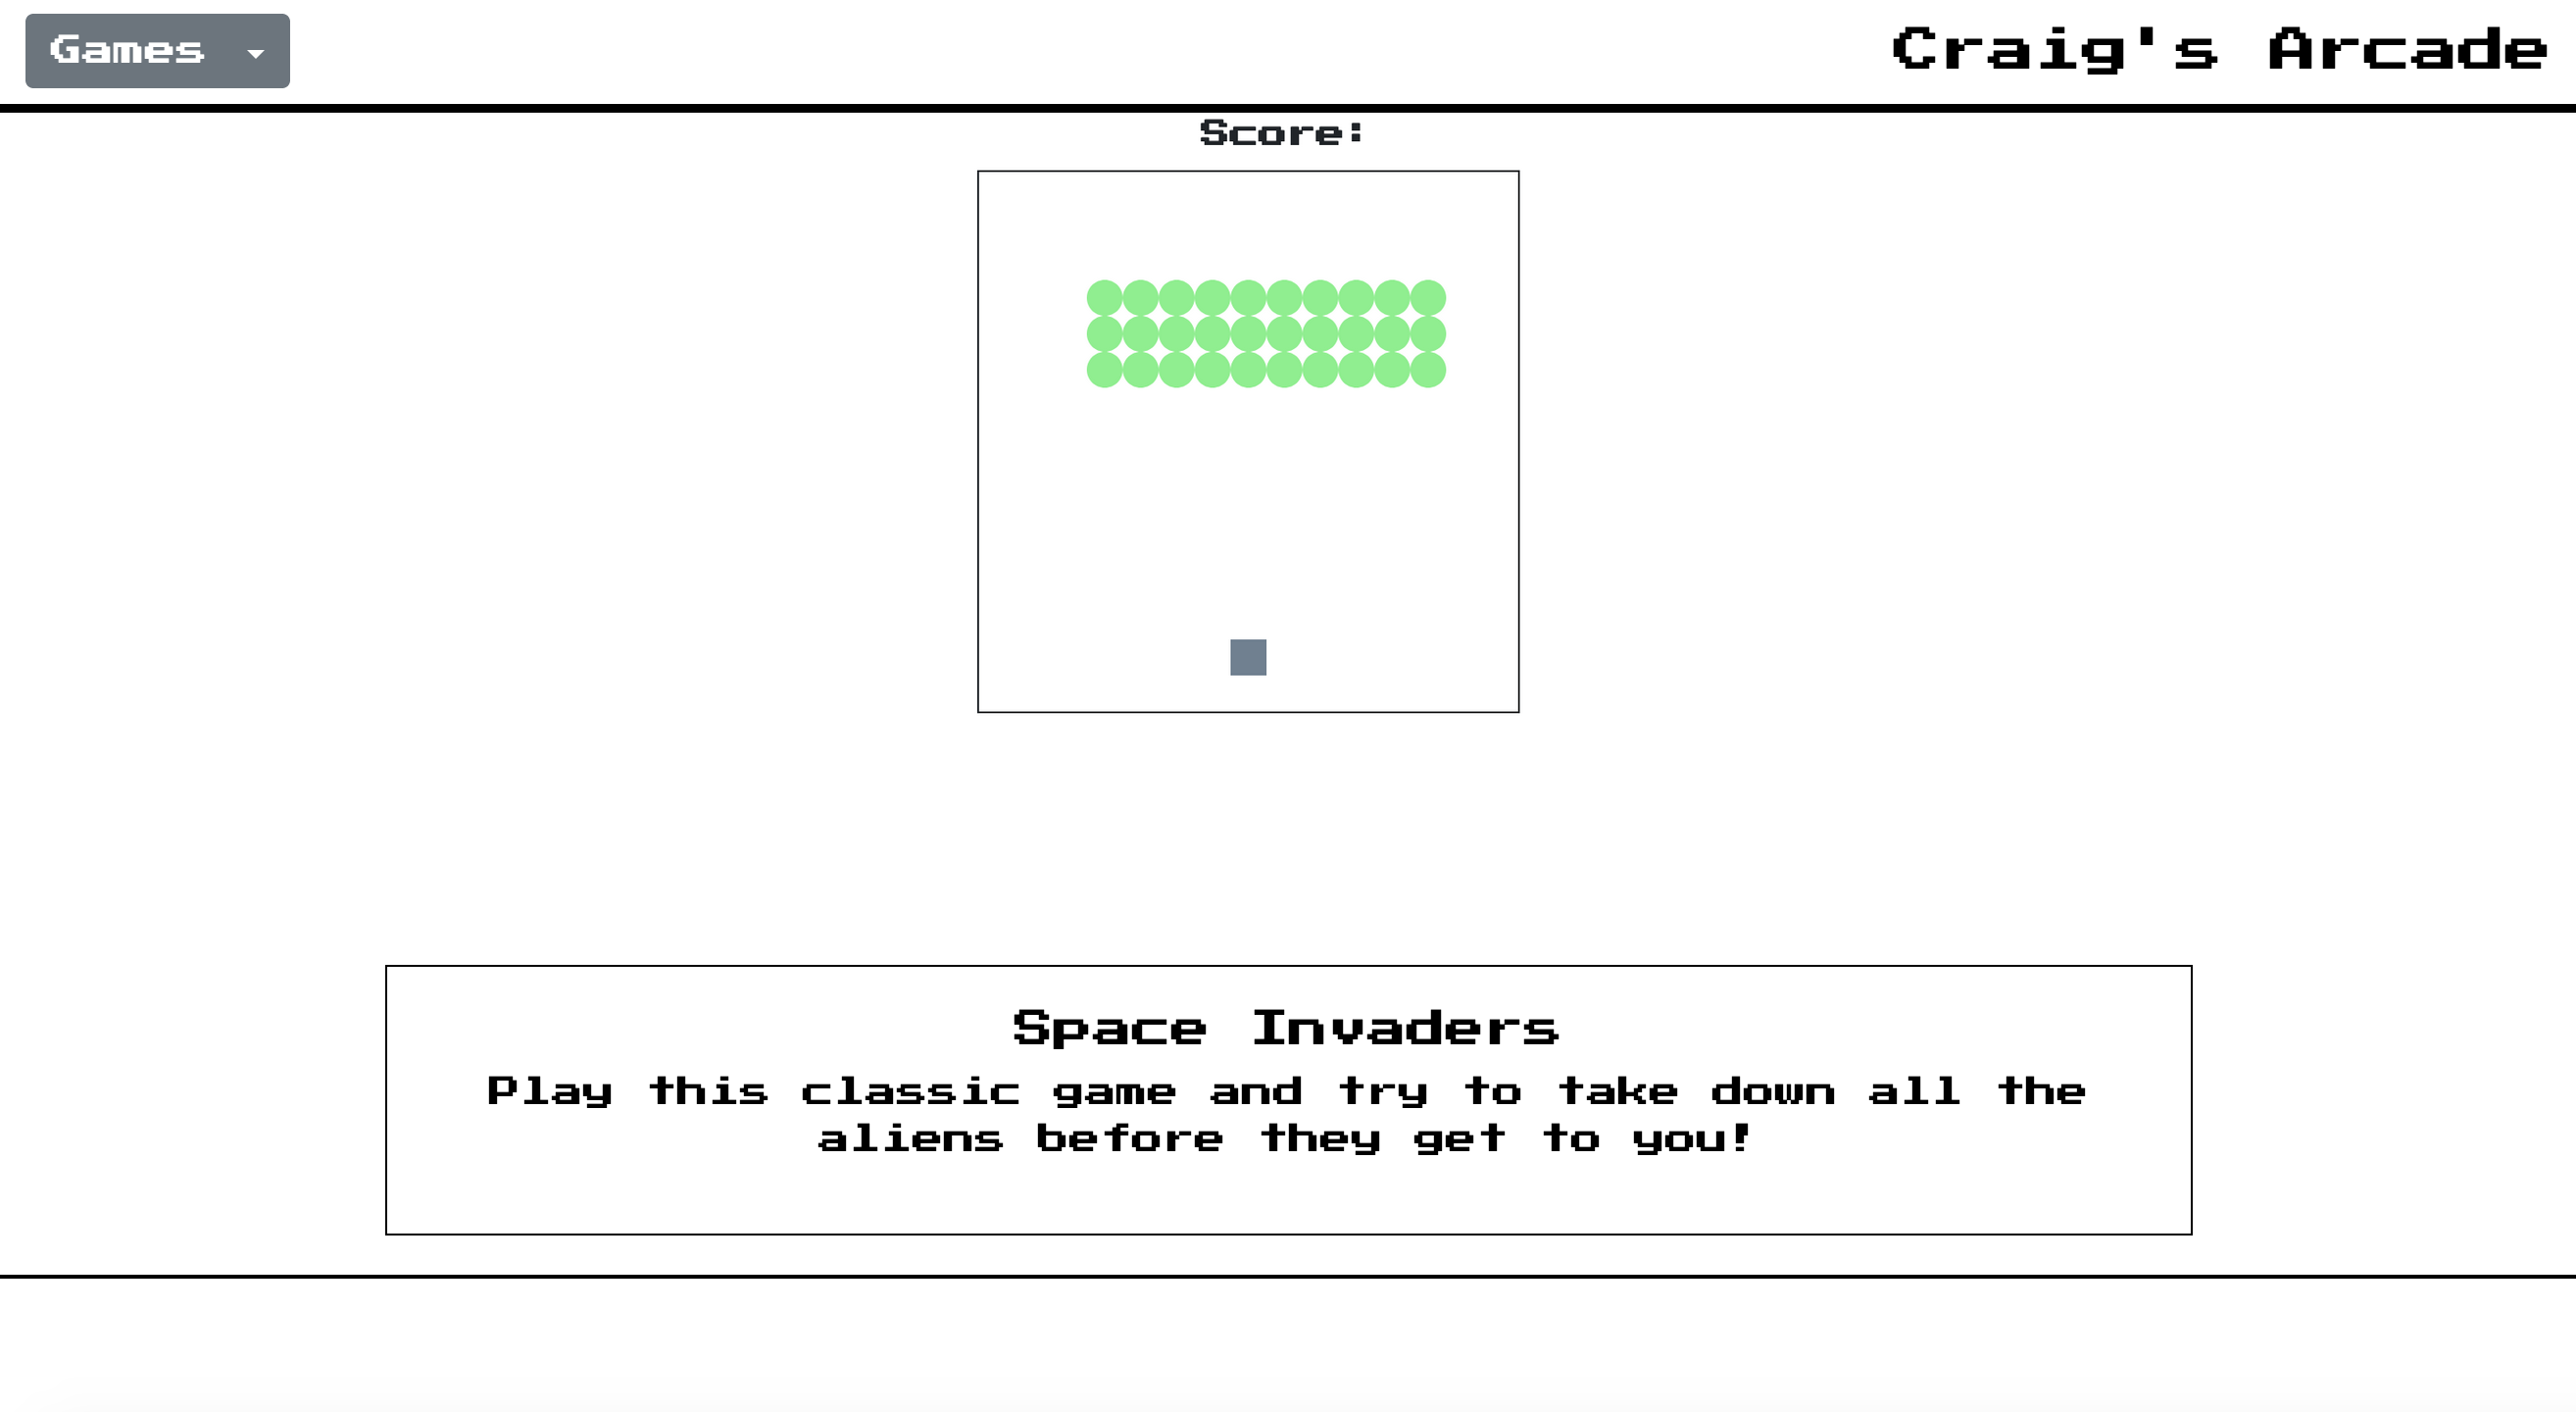 Games
Craig's Arcade
Score:
Space Invaders
Play this classic game and try to take down all the
aliens before they get to you!